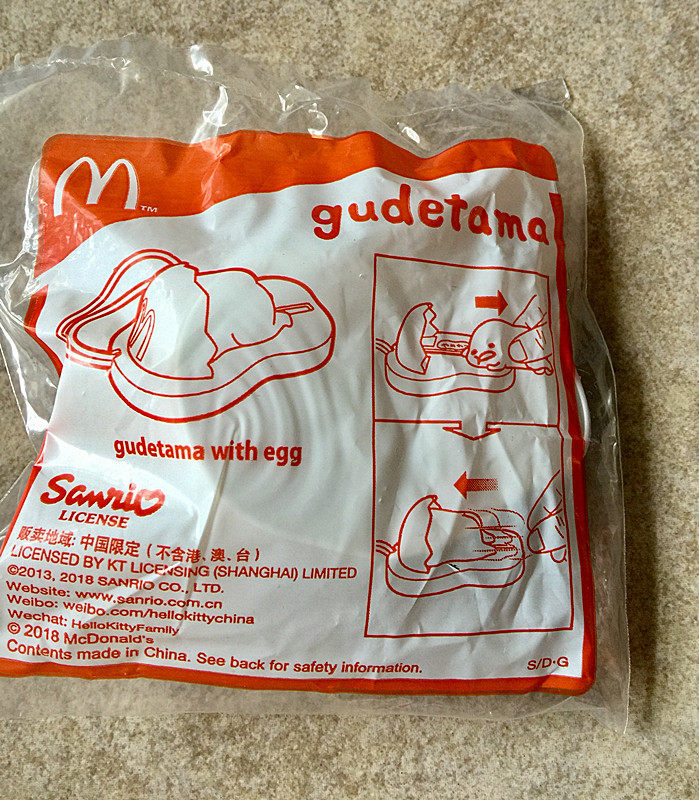 TM
gudetama
gudetama with egg
Sanrio
LICENSE
販卖地域: 中国限定 (不含港、澳、台)
LICENSED BY KT LICENSING (SHANGHAI) LIMITED
©2013, 2018 SANRIO CO., LTD.
Website: www.sanrio.com.cn
Weibo: weibo.com/hellokittychina
Wechat: HelloKittyFamily
© 2018 McDonald's
Contents made in China. See back for safety information.
S/D·G